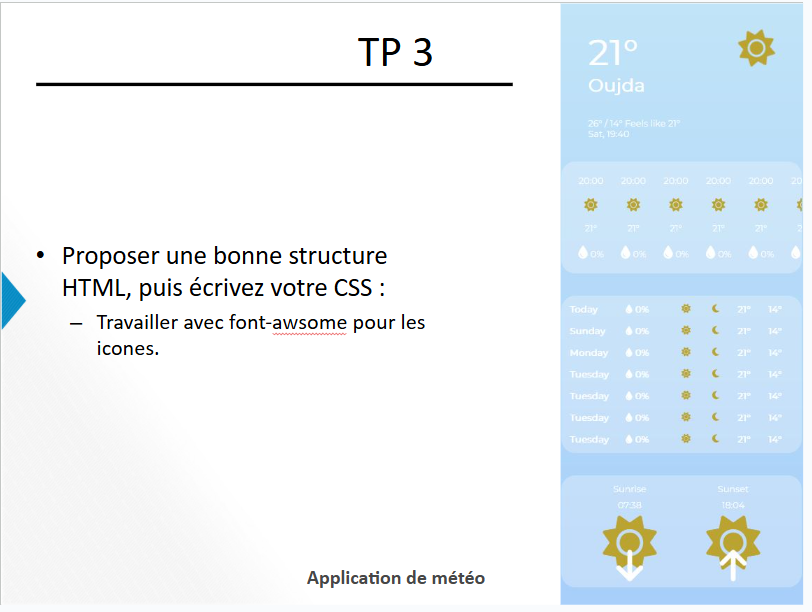 TP 3
• Proposer une bonne structure
HTML, puis écrivez votre CSS :
– Travailler avec font-awsome pour les
icones.
Application de météo
21°
Oujda
26° / 14° Feels like 21°
Sat, 19:40
20:00 20:00 20:00 20:00 20:00 20
21° 21° 21° 21° 21° 2
0% 0% 0% 0% 0%
Today 0% 21° 14°
Sunday 0% 21° 14°
Monday 0% 21° 14°
Tuesday 0% 21° 14°
Tuesday 0% 21° 14°
Tuesday 0% 21° 14°
Tuesday 0% 21° 14°
Sunrise Sunset
07:38 18:04